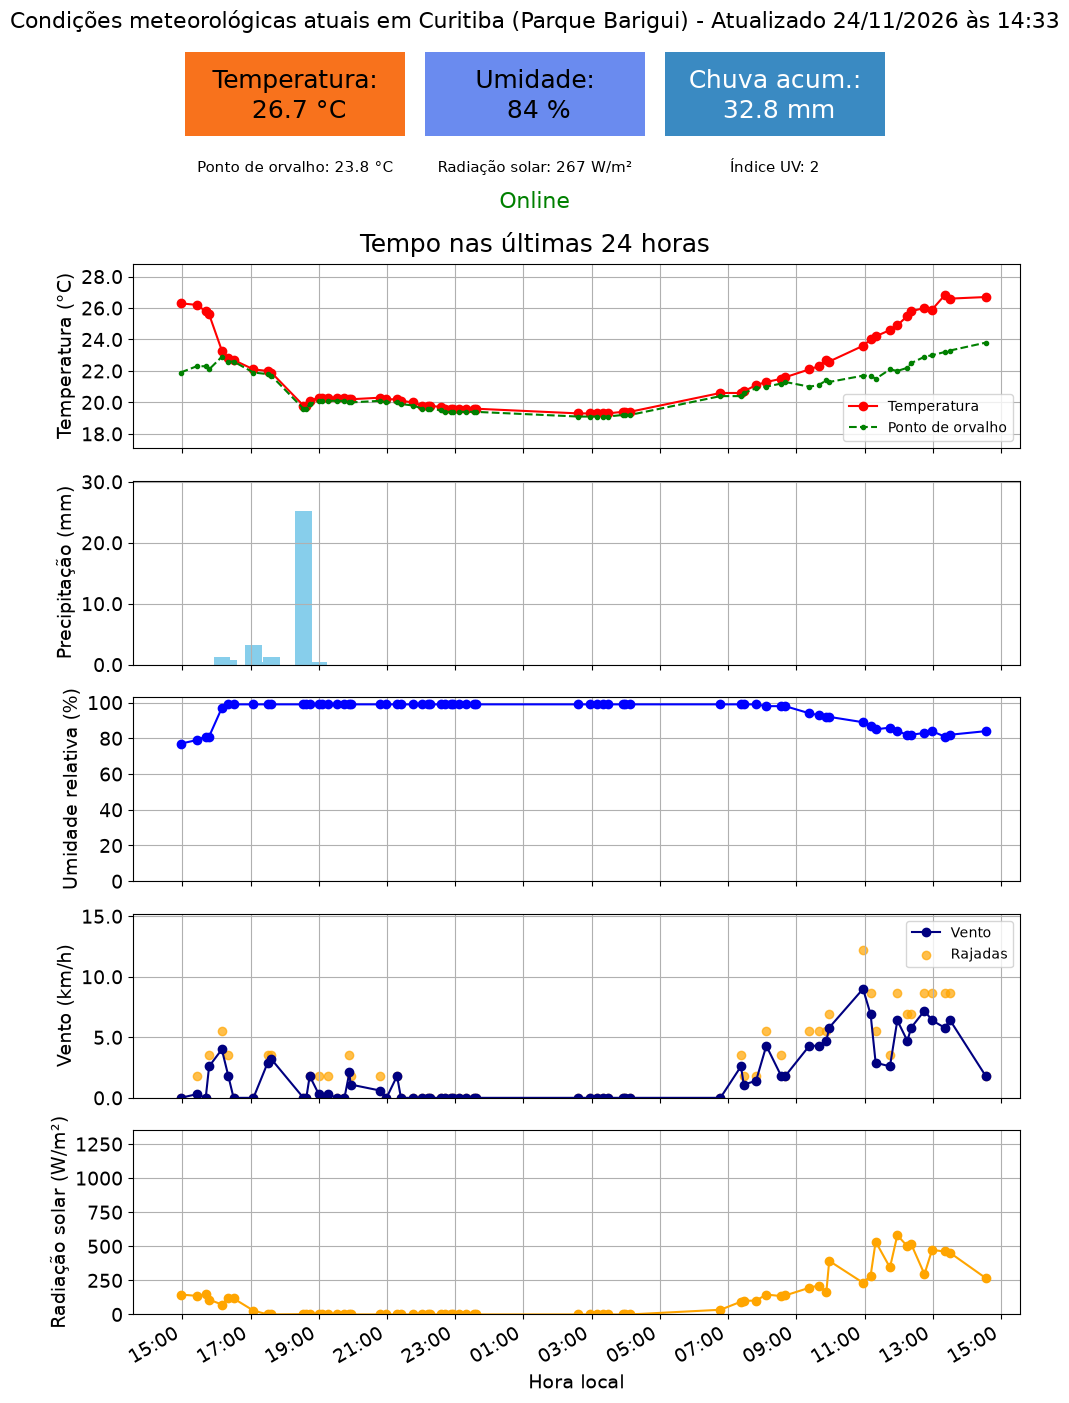 Condições meteorológicas atuais em Curitiba (Parque Barigui) - Atualizado 24/11/2026 às 14:33
Temperatura:
26.7 °C
Umidade:
84 %
Chuva acum.:
32.8 mm
Ponto de orvalho: 23.8 °C
Radiação solar: 267 W/m²
Índice UV: 2
Online
Tempo nas últimas 24 horas
Temperatura (°C)
28.0
26.0
24.0
22.0
20.0
18.0
Temperatura
Ponto de orvalho
Precipitação (mm)
30.0
20.0
10.0
0.0
Umidade relativa (%)
100
80
60
40
20
0
Vento (km/h)
15.0
10.0
5.0
0.0
Vento
Rajadas
Radiação solar (W/m²)
1250
1000
750
500
250
0
15:00
17:00
19:00
21:00
23:00
01:00
03:00
05:00
07:00
09:00
11:00
13:00
15:00
Hora local